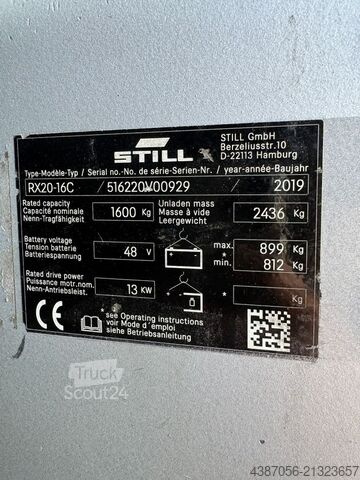 STILL
STILL GmbH
Berzeliusstr.10
D-22113 Hamburg
Type-Modèle-Typ / Serial no.-No. de série-Serien-Nr. / year-année-Baujahr
RX20-16C / 516220W00929 / 2019
Rated capacity
Capacité nominale
Nenn-Tragfähigkeit
1600 Kg
Unladen mass
Masse à vide
Leergewicht
2436 Kg
Battery voltage
Tension batterie
Batteriespannung
48 V
max. 899 Kg
* min. 812 Kg
Rated drive power
Puissance motr.nom.
Nenn-Antriebsleist.
13 KW
* Kg
CE
* see Operating instructions
voir Mode d'émploi
siehe Betriebsanleitung
Truck
Scout24
4387056-21323657